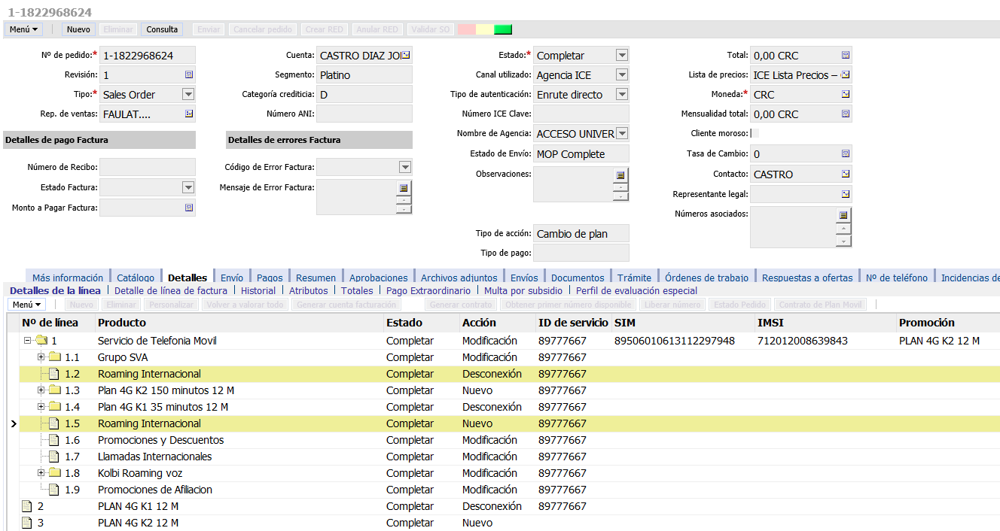 1-1822968624
Menú Nuevo Eliminar Consulta Enviar Cancelar pedido Crear RED Anular RED Validar SO
Nº de pedido:* 1-1822968624 Cuenta: CASTRO DIAZ JO Estado:* Completar Total: 0,00 CRC
Revisión: 1 Segmento: Platino Canal utilizado: Agencia ICE Lista de precios: ICE Lista Precios –
Tipo:* Sales Order Categoría crediticia: D Tipo de autenticación: Enrute directo Moneda:* CRC
Rep. de ventas: FAULAT.... Número ANI: Número ICE Clave: Mensualidad total: 0,00 CRC
Detalles de pago Factura Detalles de errores Factura Nombre de Agencia: ACCESO UNIVER Cliente moroso:
Estado de Envío: MOP Complete Tasa de Cambio: 0
Número de Recibo: Código de Error Factura: Observaciones: Contacto: CASTRO
Estado Factura: Mensaje de Error Factura: Representante legal:
Monto a Pagar Factura: Números asociados:
Tipo de acción: Cambio de plan
Tipo de pago:
Más información Catálogo Detalles Envío Pagos Resumen Aprobaciones Archivos adjuntos Envíos Documentos Trámite Órdenes de trabajo Respuestas a ofertas Nº de teléfono Incidencias de
Detalles de la línea Detalle de línea de factura Historial Atributos Totales Pago Extraordinario Multa por subsidio Perfil de evaluación especial
Menú Nuevo Eliminar Personalizar Volver a valorar todo Generar cuenta facturación Generar contrato Obtener primer número disponible Liberar número Estado Pedido Contrato de Plan Movil
Nº de línea Producto Estado Acción ID de servicio SIM IMSI Promoción
1 Servicio de Telefonia Movil Completar Modificación 89777667 89506010613112297948 712012008639843 PLAN 4G K2 12 M
1.1 Grupo SVA Completar Modificación 89777667
1.2 Roaming Internacional Completar Desconexión 89777667
1.3 Plan 4G K2 150 minutos 12 M Completar Nuevo 89777667
1.4 Plan 4G K1 35 minutos 12 M Completar Desconexión 89777667
1.5 Roaming Internacional Completar Nuevo 89777667
1.6 Promociones y Descuentos Completar Modificación 89777667
1.7 Llamadas Internacionales Completar Modificación 89777667
1.8 Kolbi Roaming voz Completar Modificación 89777667
1.9 Promociones de Afiliacion Completar Modificación 89777667
2 PLAN 4G K1 12 M Completar Desconexión 89777667
3 PLAN 4G K2 12 M Completar Nuevo